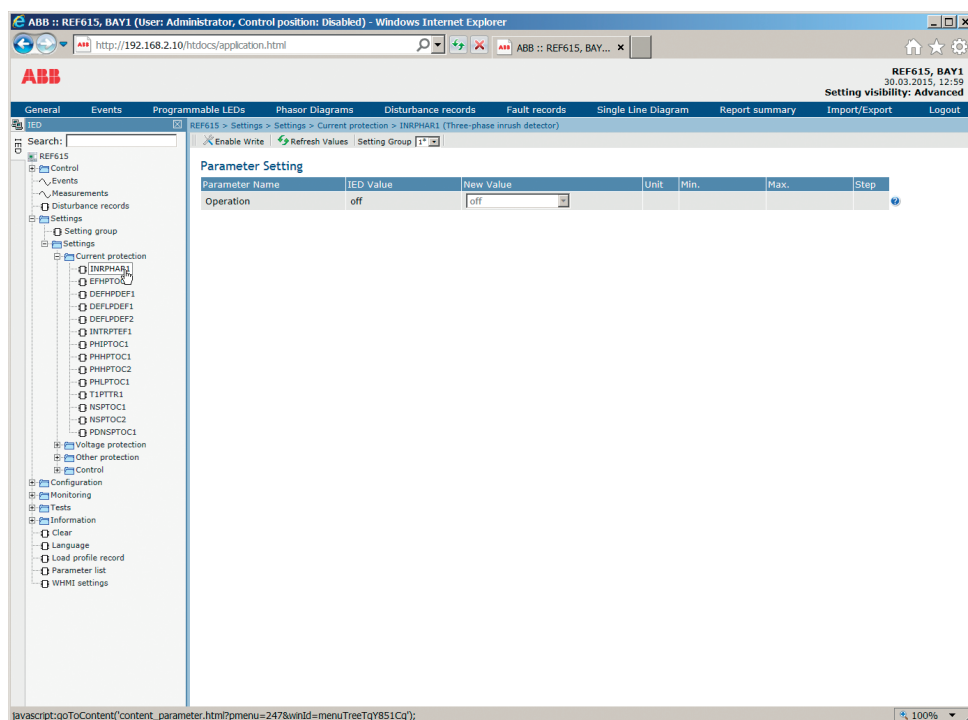 ABB :: REF615, BAY1 (User: Administrator, Control position: Disabled) - Windows Internet Explorer
http://192.168.2.10/htdocs/application.html
ABB :: REF615, BAY...
ABB
REF615, BAY1
30.03.2015, 12:59
Setting visibility: Advanced
General Events Programmable LEDs Phasor Diagrams Disturbance records Fault records Single Line Diagram Report summary Import/Export Logout
IED
REF615 > Settings > Settings > Current protection > INRPHAR1 (Three-phase inrush detector)
IED
Search:
Enable Write Refresh Values Setting Group 1*
REF615
Control
Events
Measurements
Disturbance records
Settings
Setting group
Settings
Current protection
INRPHAR1
EFHPTOC
DEFHPDEF1
DEFLPDEF1
DEFLPDEF2
INTRPTEF1
PHIPTOC1
PHHPTOC1
PHHPTOC2
PHLPTOC1
T1PTTR1
NSPTOC1
NSPTOC2
PDNSPTOC1
Voltage protection
Other protection
Control
Configuration
Monitoring
Tests
Information
Clear
Language
Load profile record
Parameter list
WHMI settings
Parameter Setting
Parameter Name IED Value New Value Unit Min. Max. Step
Operation off off
javascript:goToContent('content_parameter.html?pmenu=247&winId=menuTreeTqY851Cq');
100%